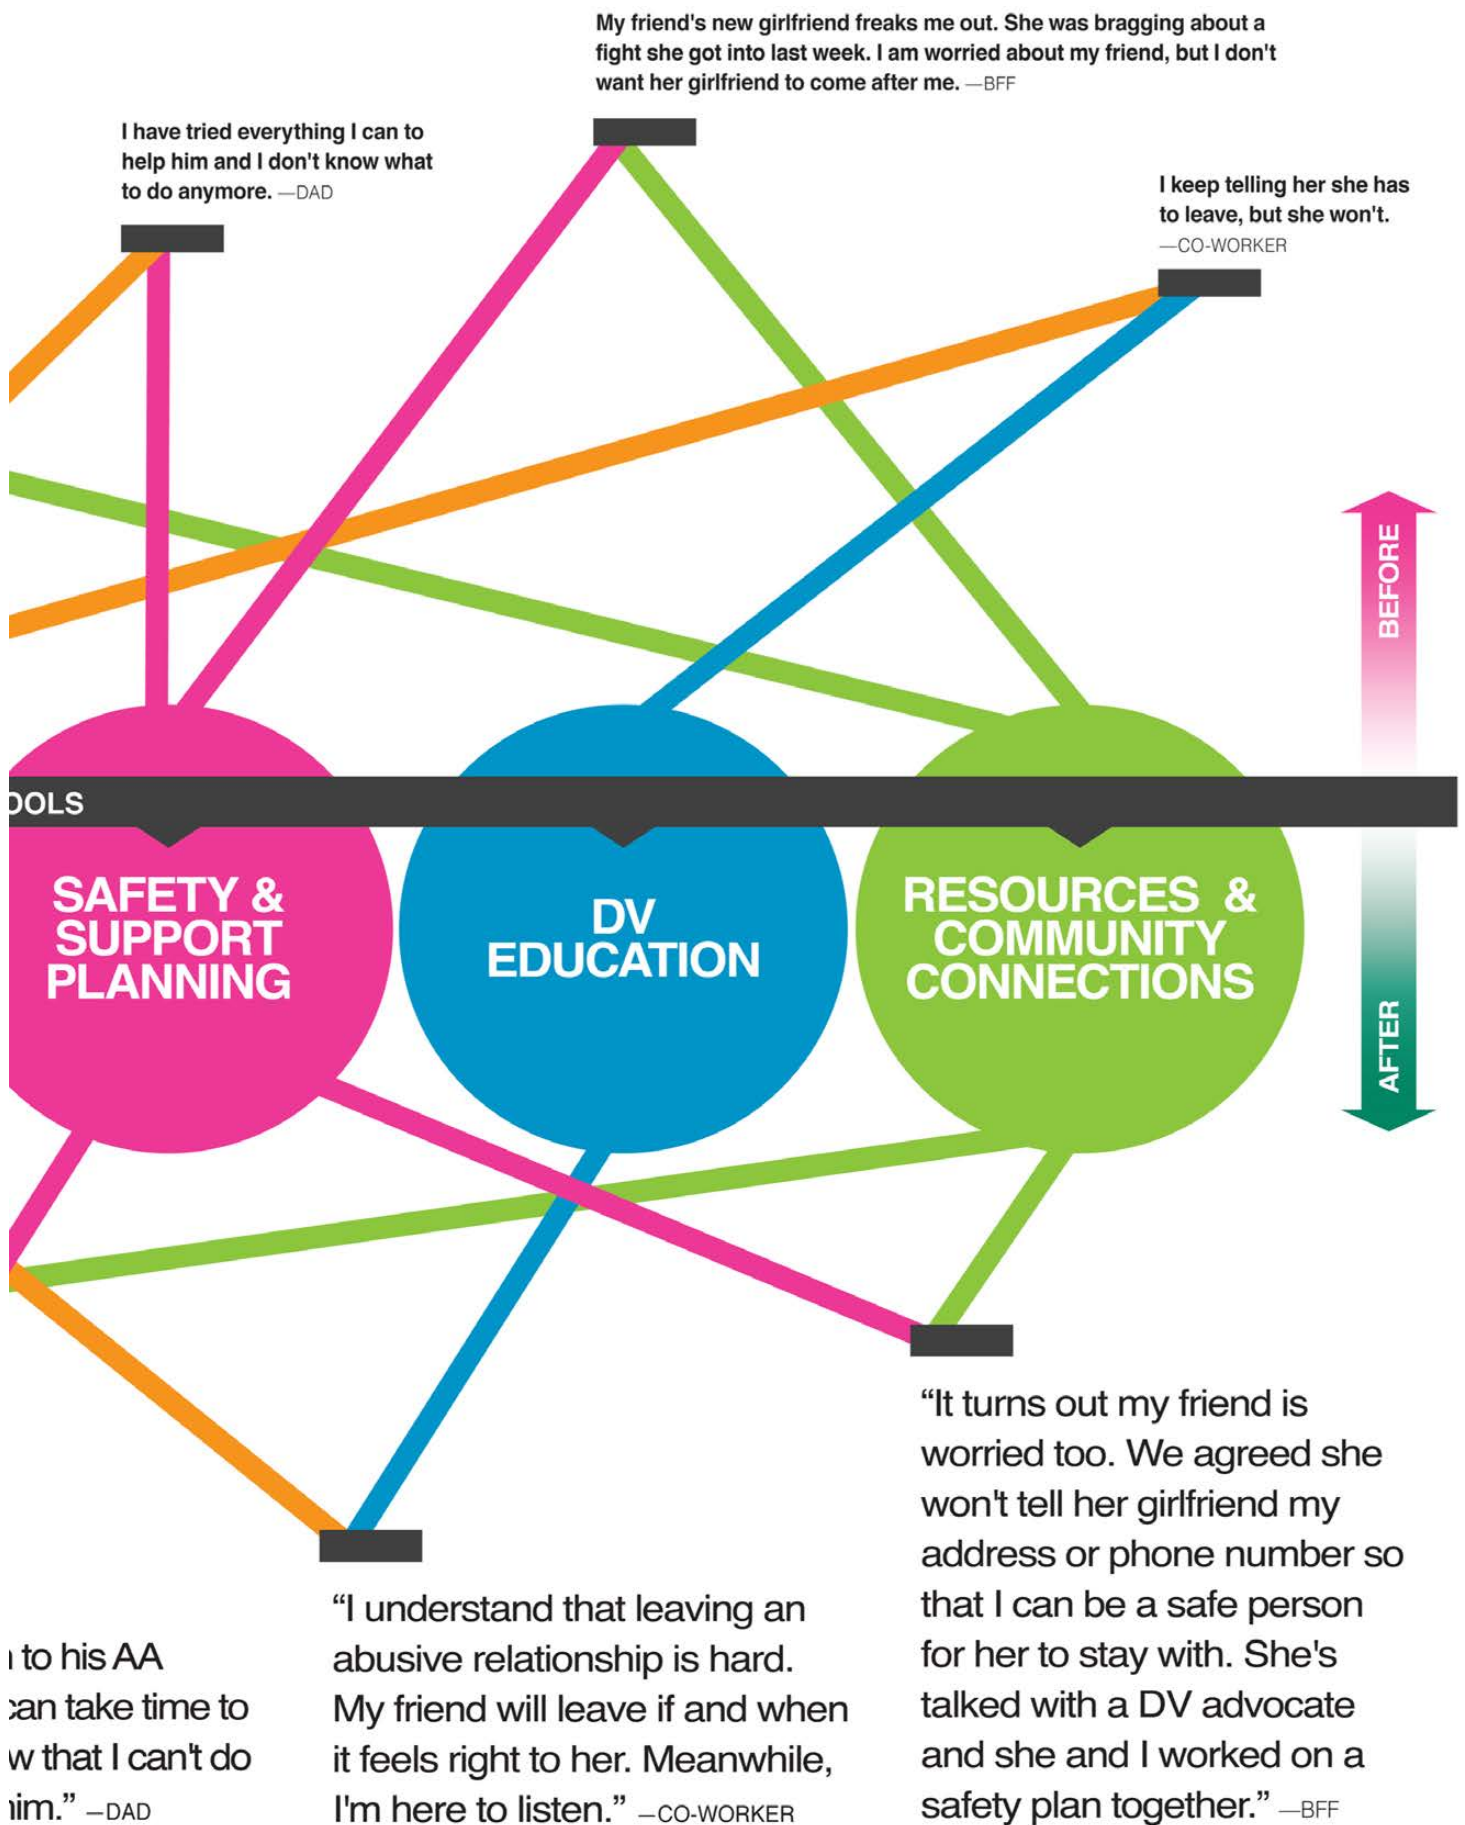 My friend's new girlfriend freaks me out. She was bragging about a
fight she got into last week. I am worried about my friend, but I don't
want her girlfriend to come after me. —BFF
I have tried everything I can to
help him and I don't know what
to do anymore. —DAD
I keep telling her she has
to leave, but she won't.
—CO-WORKER
BEFORE
OOLS
SAFETY &
SUPPORT
PLANNING
DV
EDUCATION
RESOURCES &
COMMUNITY
CONNECTIONS
AFTER
to his AA
can take time to
w that I can't do
him.” —DAD
“I understand that leaving an
abusive relationship is hard.
My friend will leave if and when
it feels right to her. Meanwhile,
I'm here to listen.” —CO-WORKER
“It turns out my friend is
worried too. We agreed she
won't tell her girlfriend my
address or phone number so
that I can be a safe person
for her to stay with. She's
talked with a DV advocate
and she and I worked on a
safety plan together.” —BFF